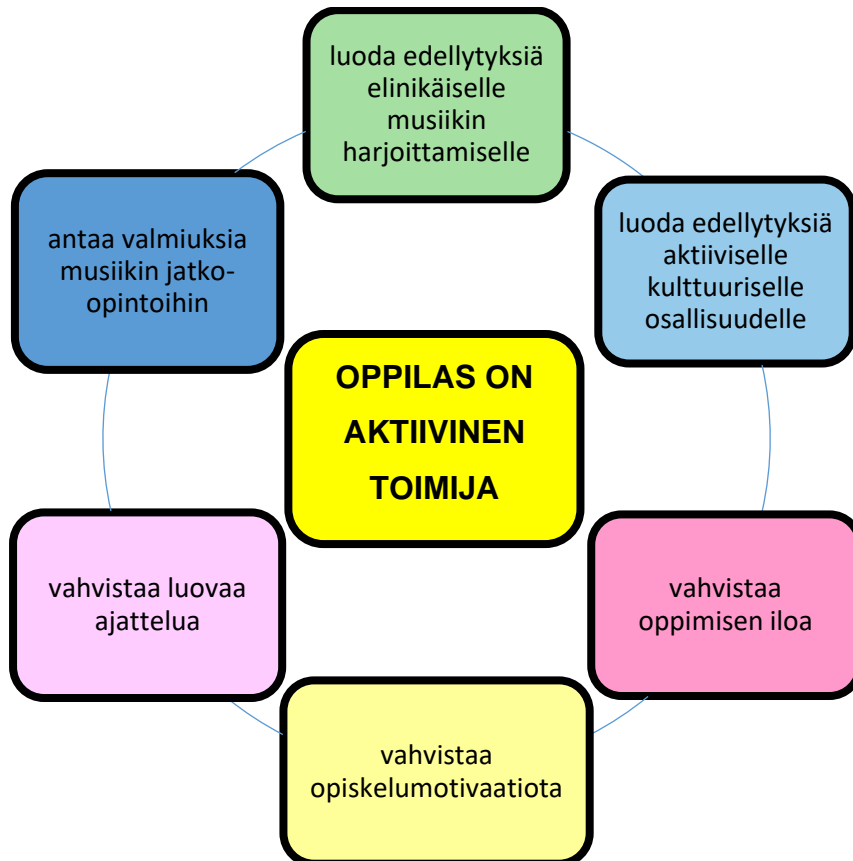 luoda edellytyksiä
elinikäiselle
musiikin
harjoittamiselle
luoda edellytyksiä
aktiiviselle
kulttuuriselle
osallisuudelle
antaa valmiuksia
musiikin jatko-
opintoihin
OPPILAS ON
AKTIIVINEN
TOIMIJA
vahvistaa
oppimisen iloa
vahvistaa luovaa
ajattelua
vahvistaa
opiskelumotivaatiota